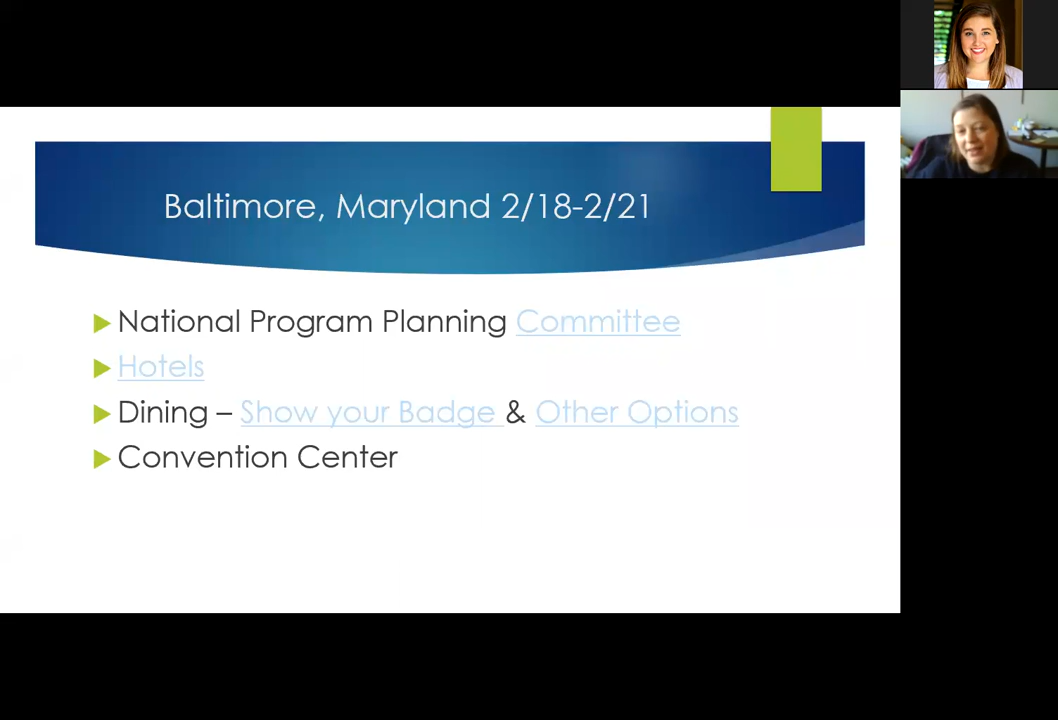 Baltimore, Maryland 2/18-2/21
National Program Planning Committee
Hotels
Dining – Show your Badge & Other Options
Convention Center